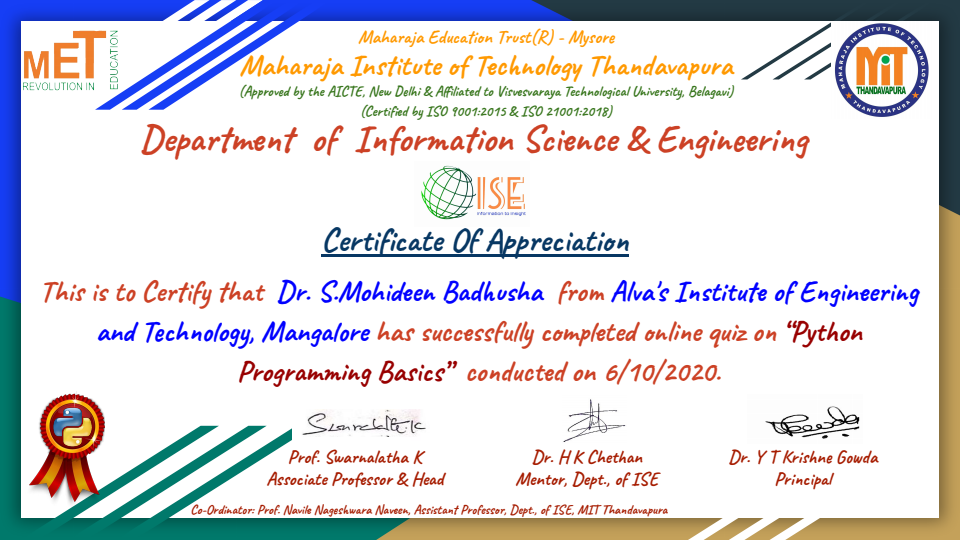 MET
REVOLUTION IN
EDUCATION
Maharaja Education Trust(R) - Mysore
Maharaja Institute of Technology Thandavapura
(Approved by the AICTE, New Delhi & Affiliated to Visvesvaraya Technological University, Belagavi)
(Certified by ISO 9001:2015 & ISO 21001:2018)
MAHARAJA INSTITUTE OF TECHNOLOGY
MIT
THANDAVAPURA
THANDAVAPURA
Department of Information Science & Engineering
ISE
information to insight
Certificate Of Appreciation
This is to Certify that Dr. S.Mohideen Badhusha from Alva's Institute of Engineering
and Technology, Mangalore has successfully completed online quiz on “Python
Programming Basics” conducted on 6/10/2020.
Prof. Swarnalatha K
Associate Professor & Head
Dr. H K Chethan
Mentor, Dept., of ISE
Dr. Y T Krishne Gowda
Principal
Co-Ordinator: Prof. Navile Nageshwara Naveen, Assistant Professor, Dept., of ISE, MIT Thandavapura